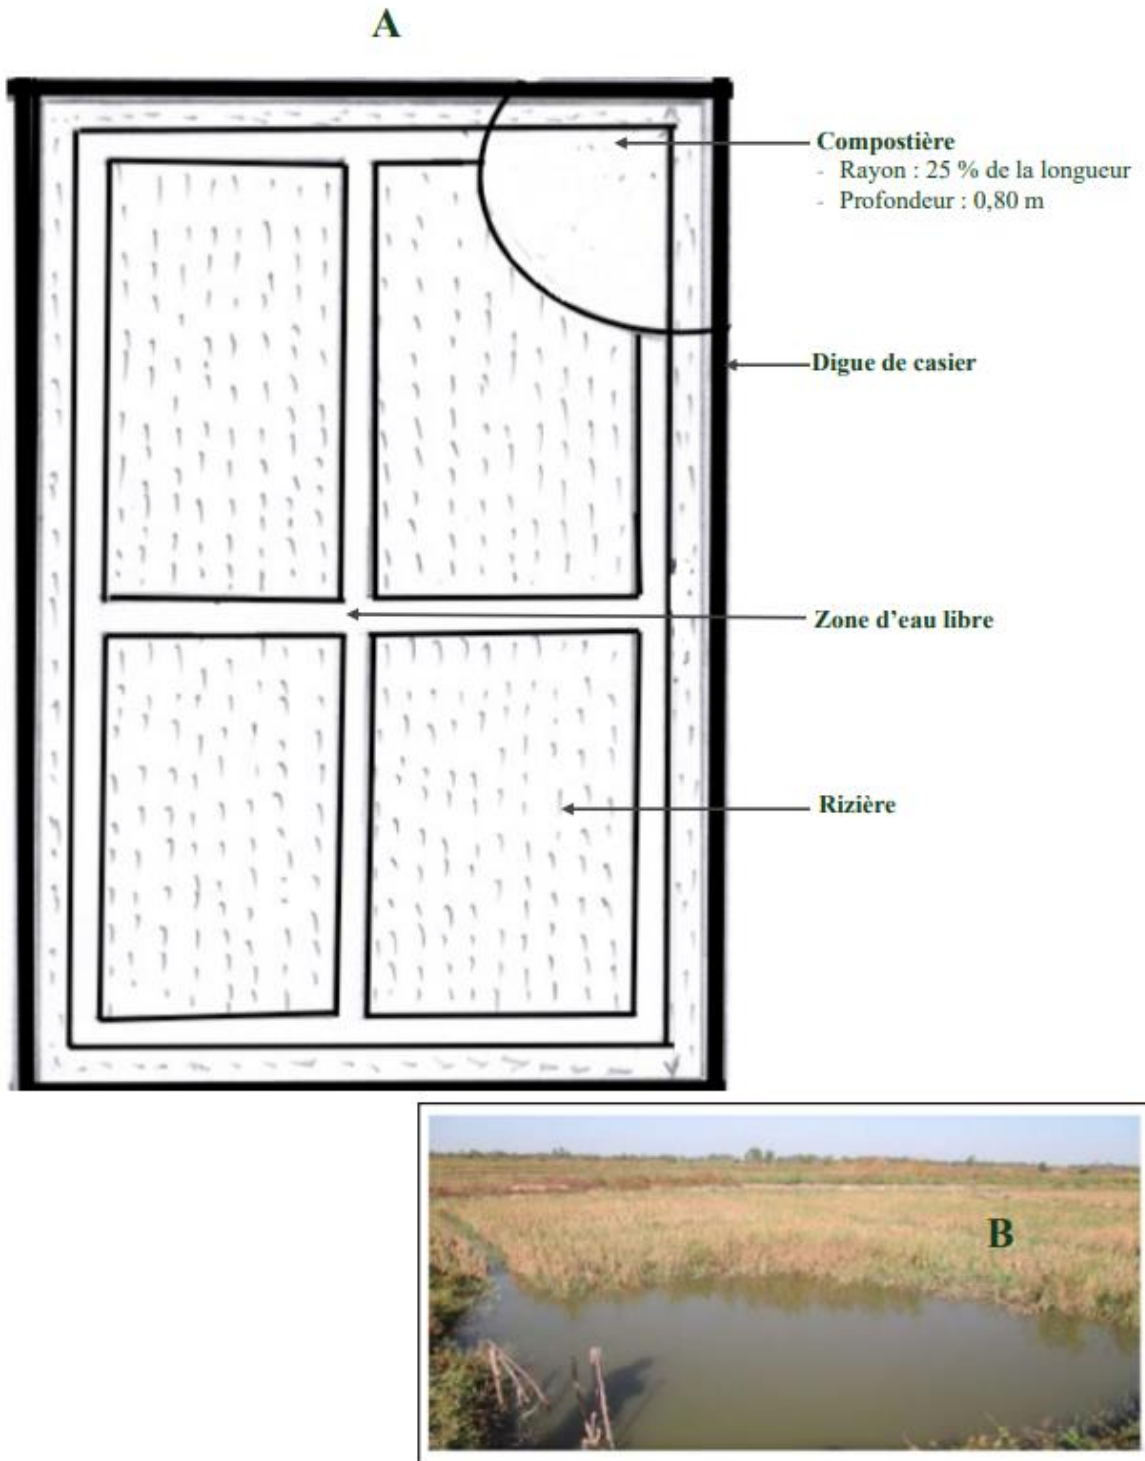 A
Compostière
- Rayon : 25 % de la longueur
- Profondeur : 0,80 m
Digue de casier
Zone d'eau libre
Rizière
B